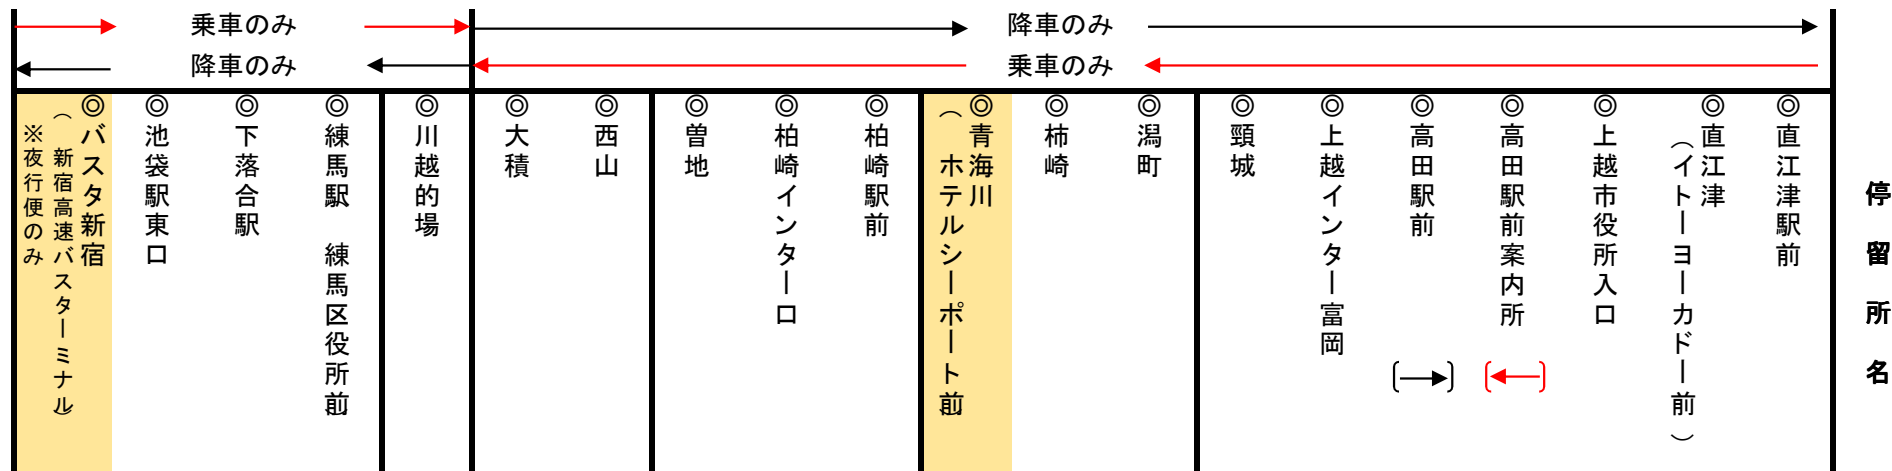 乗車のみ
降車のみ
降車のみ
乗車のみ
◎バスタ新宿
（新宿高速バスターミナル）
※夜行便のみ
◎池袋駅東口
◎下落合駅
◎練馬駅　練馬区役所前）
◎川越的場
◎大積
◎西山
◎曽地
◎柏崎インター口
◎柏崎駅前
◎青海川
（ホテルシーポート前）
◎柿崎
◎潟町
◎頸城
◎上越インター富岡
◎高田駅前
◎高田駅前案内所
◎上越市役所入口
◎直江津
（イトーヨーカドー前）
◎直江津駅前
停留所名